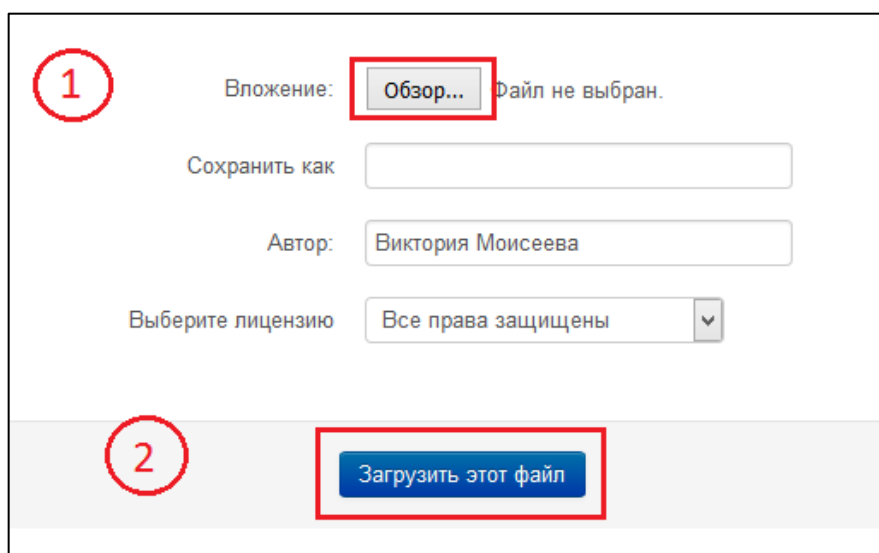 1
Вложение: Обзор... Файл не выбран.
Сохранить как
Автор: Виктория Моисеева
Выберите лицензию Все права защищены
2
Загрузить этот файл